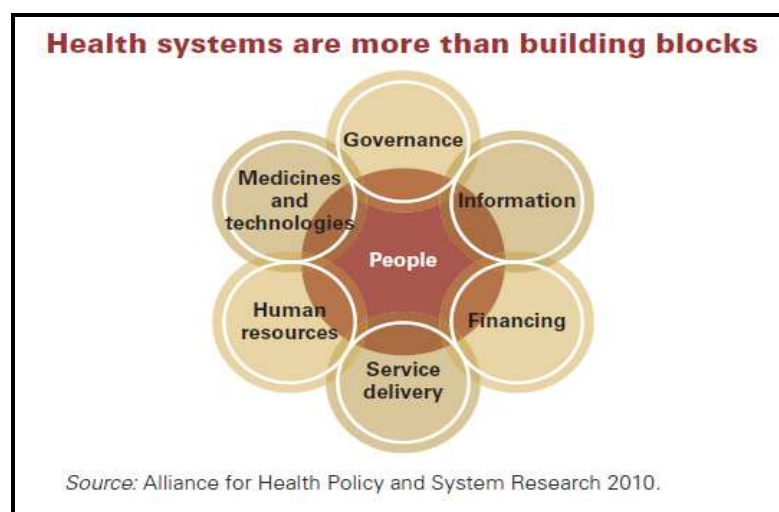 Health systems are more than building blocks
Governance
Medicines
and
technologies
Information
People
Human
resources
Financing
Service
delivery
Source: Alliance for Health Policy and System Research 2010.